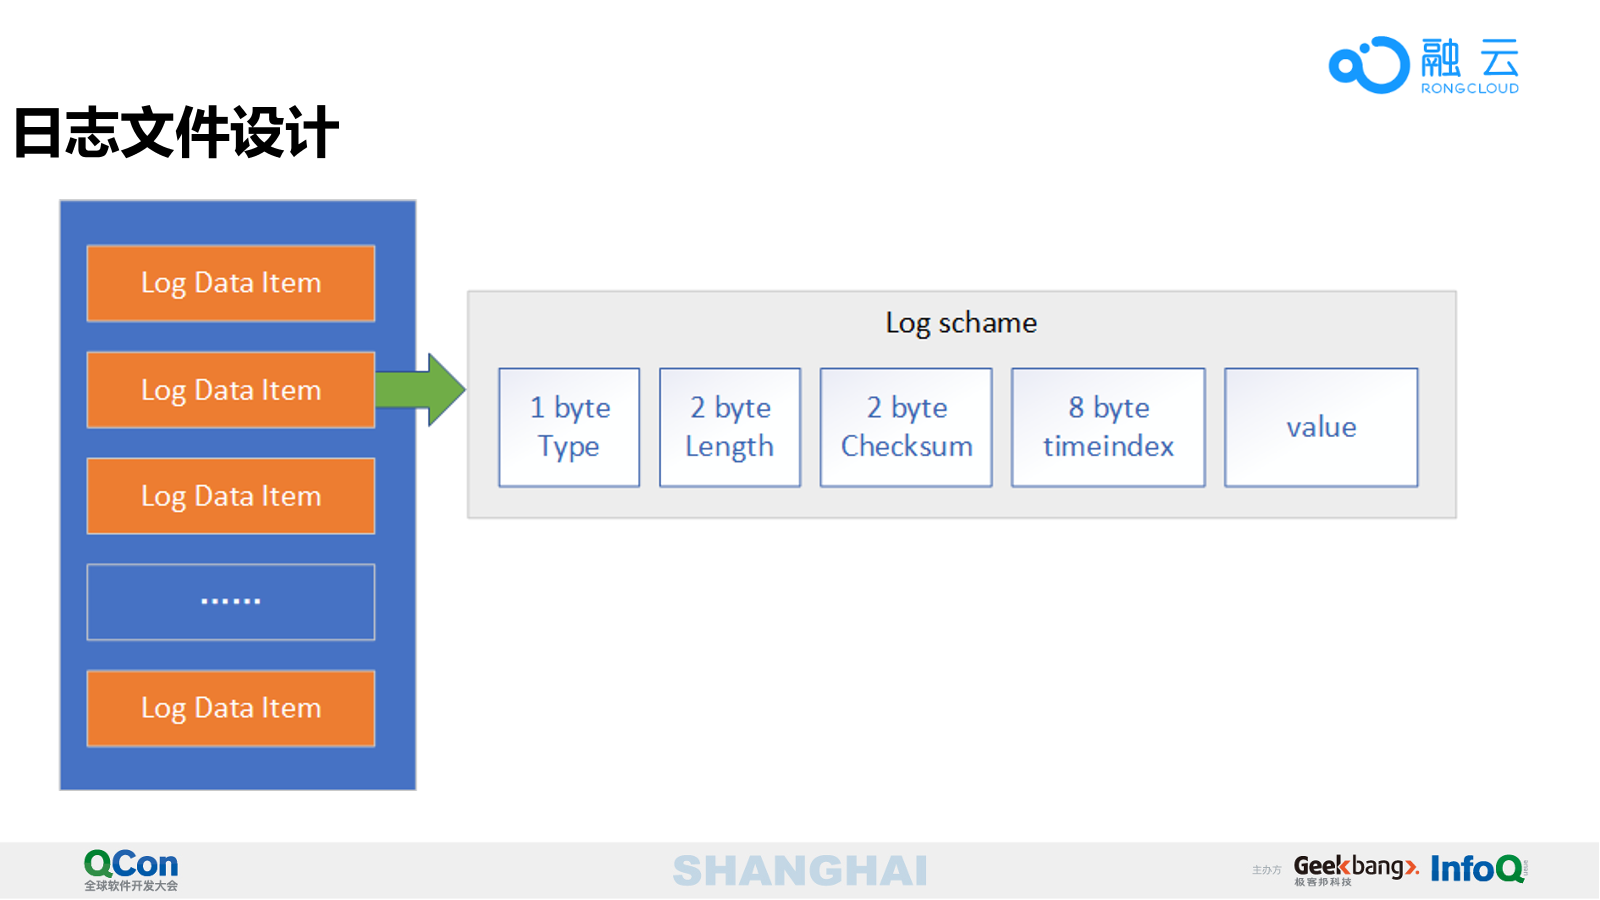 融云
RONGCLOUD
日志文件设计
Log Data Item
Log Data Item
Log Data Item
......
Log Data Item
Log schame
1 byte
Type
2 byte
Length
2 byte
Checksum
8 byte
timeindex
value
QCon
全球软件开发大会
SHANGHAI
主办方
Geekbang>.
极客邦科技
InfoQ